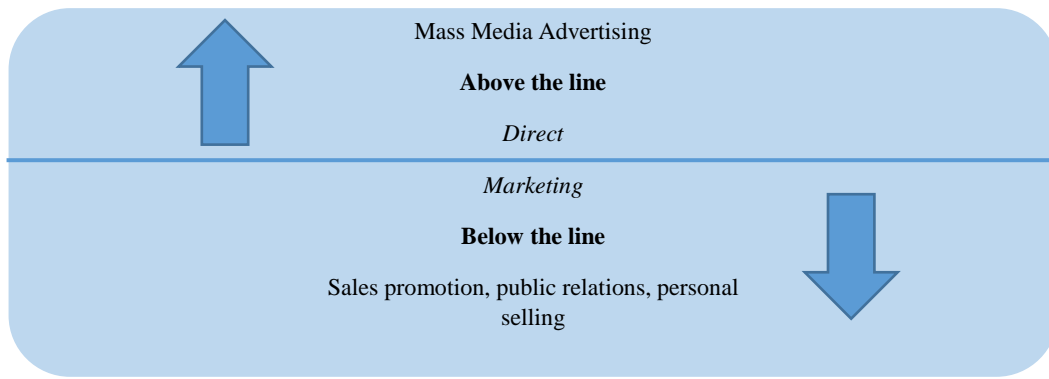 Mass Media Advertising
Above the line
Direct
Marketing
Below the line
Sales promotion, public relations, personal
selling